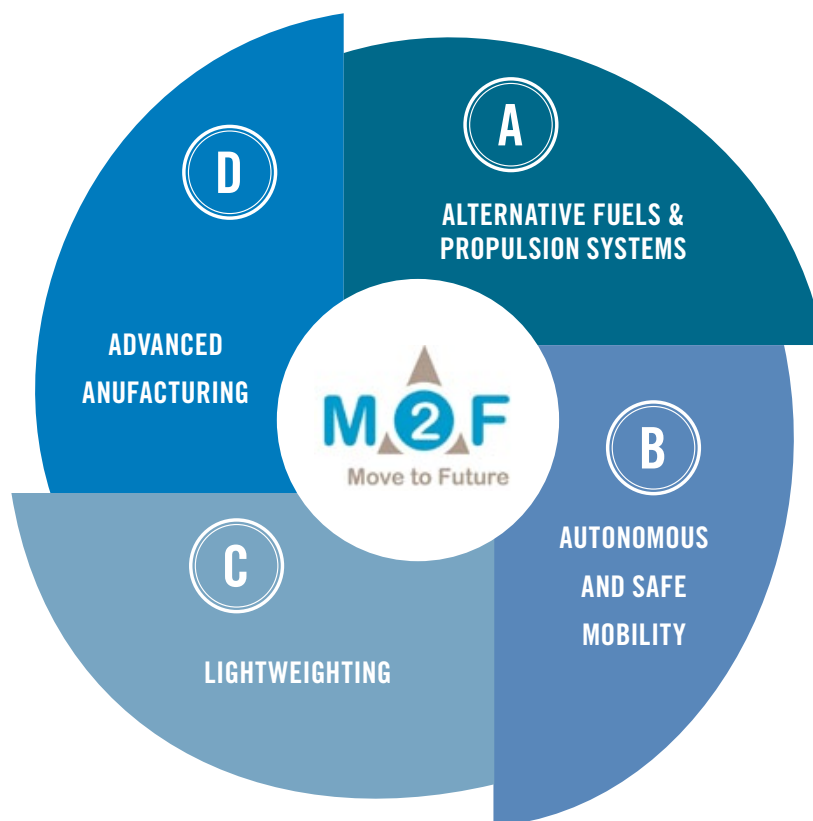 A
ALTERNATIVE FUELS &
PROPULSION SYSTEMS
B
AUTONOMOUS
AND SAFE
MOBILITY
C
LIGHTWEIGHTING
D
ADVANCED
ANUFACTURING
M2F
Move to Future